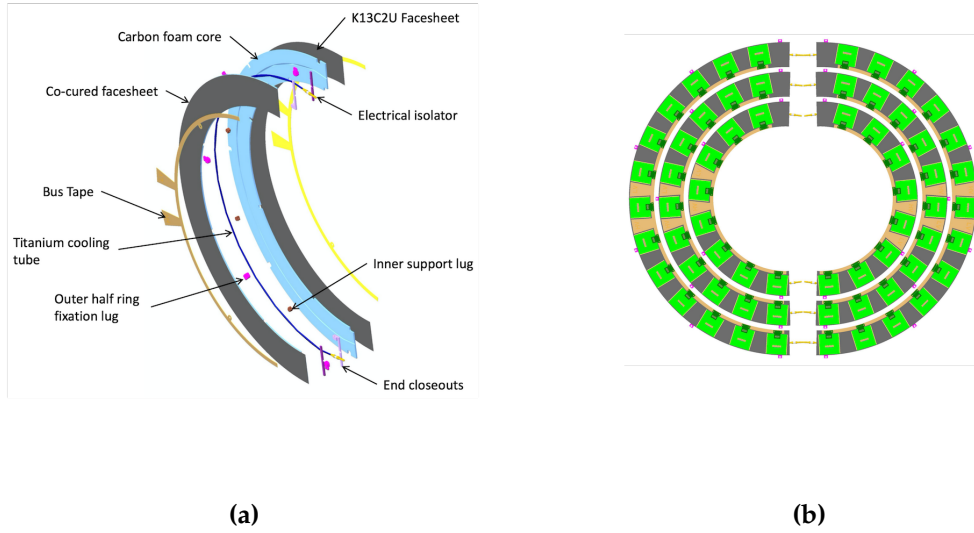 K13C2U Facesheet
Carbon foam core
Co-cured facesheet
Electrical isolator
Bus Tape
Titanium cooling
tube
Inner support lug
Outer half ring
fixation lug
End closeouts
(a)
(b)